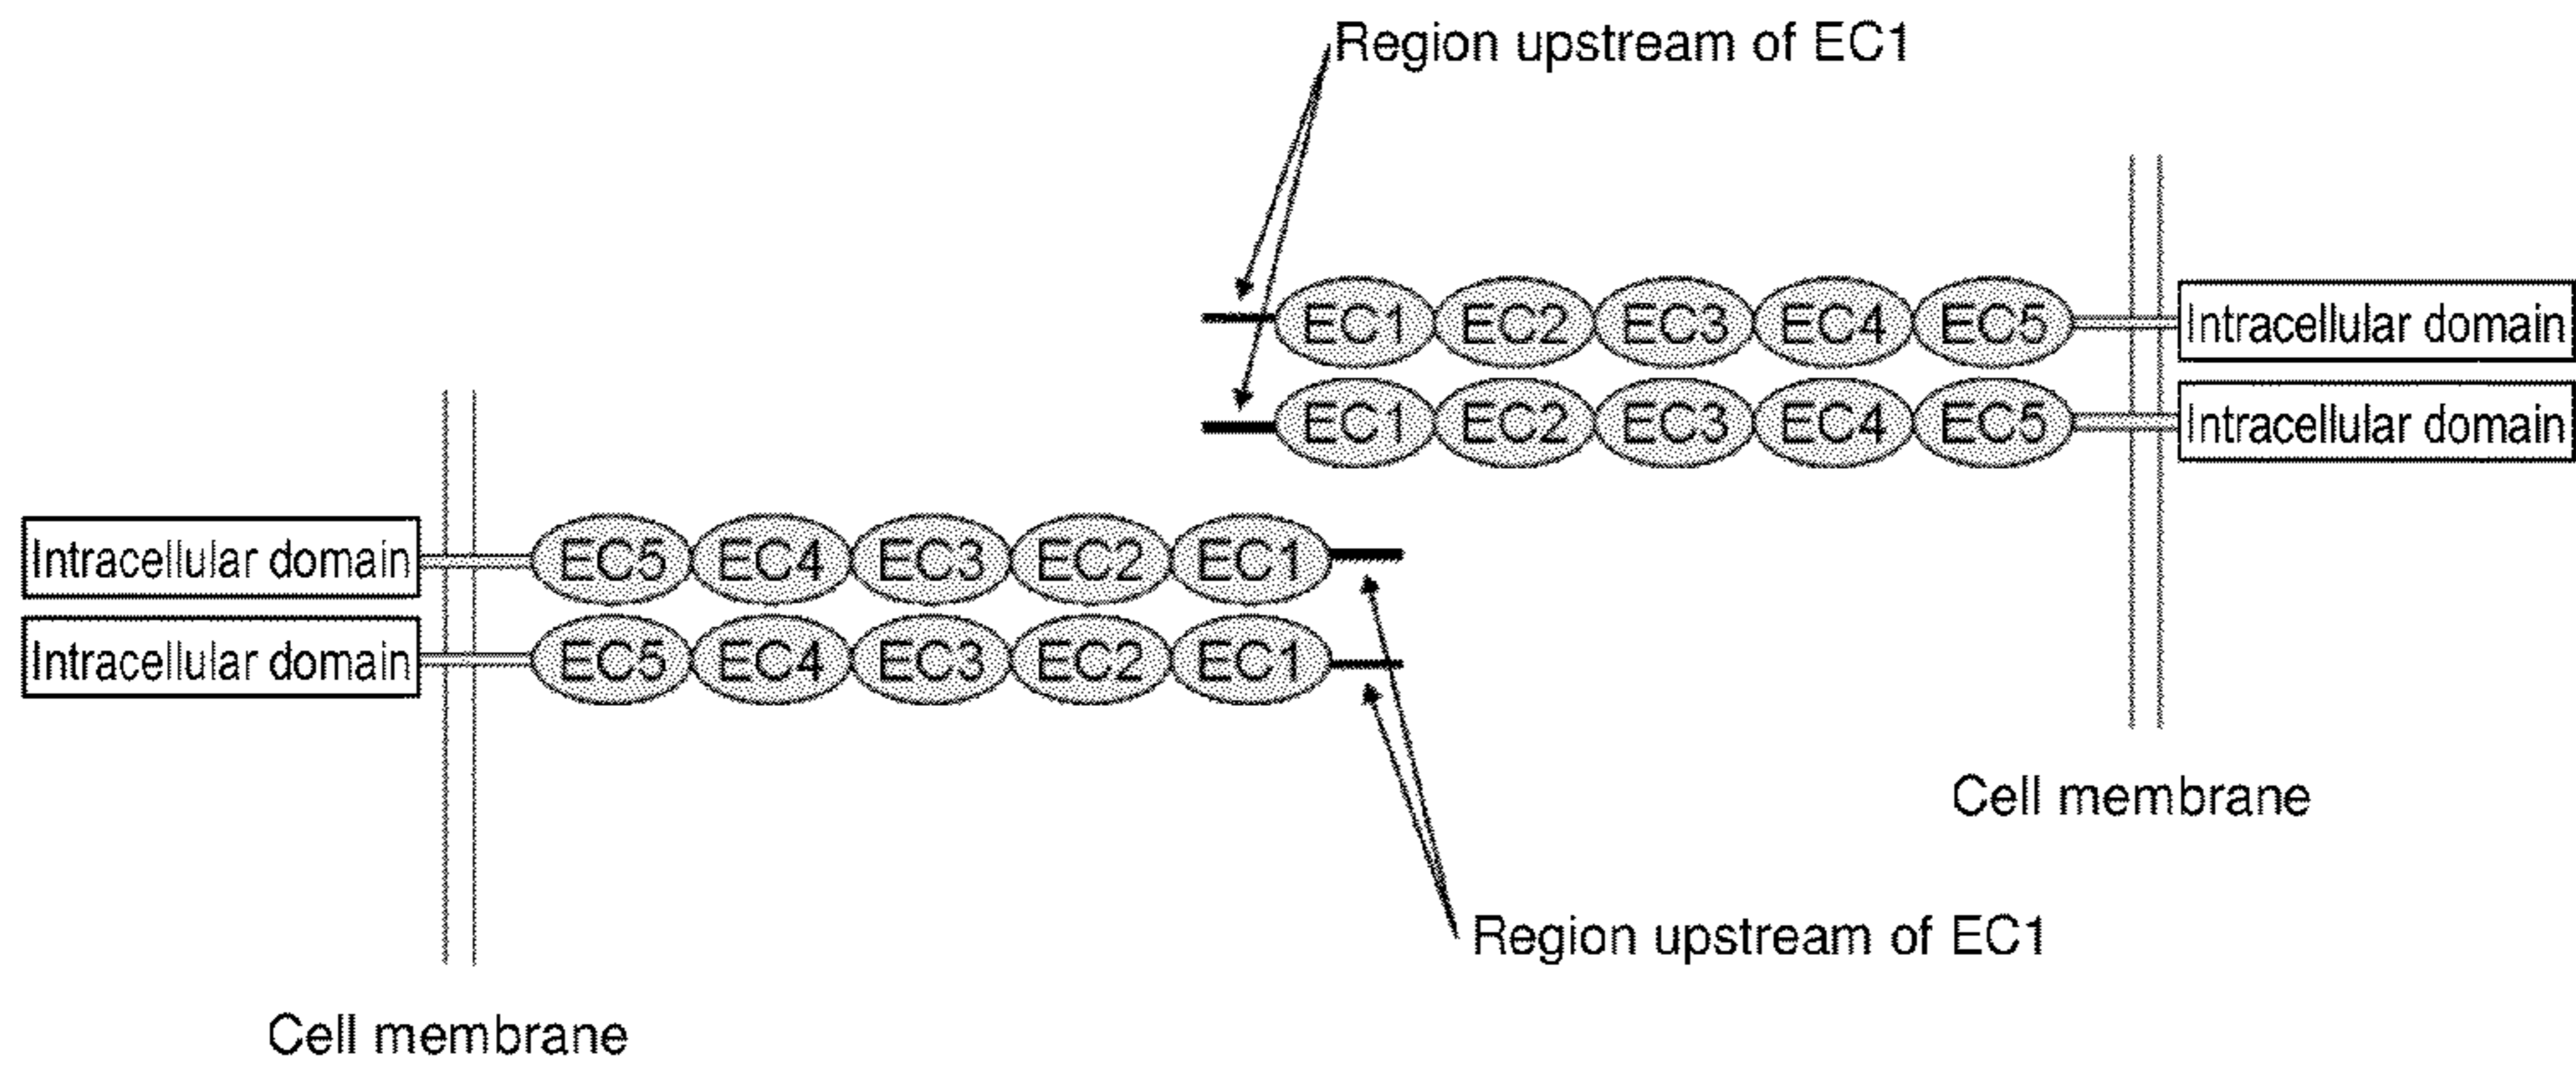 Region upstream of EC1
EC1 EC2 EC3 EC4 EC5 Intracellular domain
EC1 EC2 EC3 EC4 EC5 Intracellular domain
Intracellular domain EC5 EC4 EC3 EC2 EC1
Intracellular domain EC5 EC4 EC3 EC2 EC1
Cell membrane
Region upstream of EC1
Cell membrane